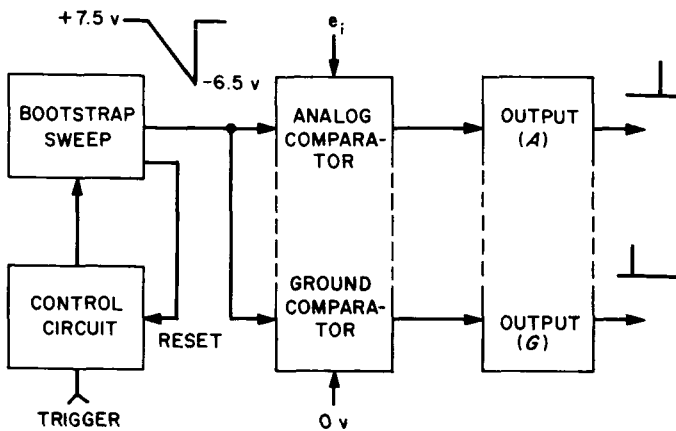 +7.5 v
-6.5 v
e_i
BOOTSTRAP
SWEEP
ANALOG
COMPARA-
TOR
OUTPUT
(A)
CONTROL
CIRCUIT
RESET
GROUND
COMPARA-
TOR
OUTPUT
(G)
TRIGGER
0 v